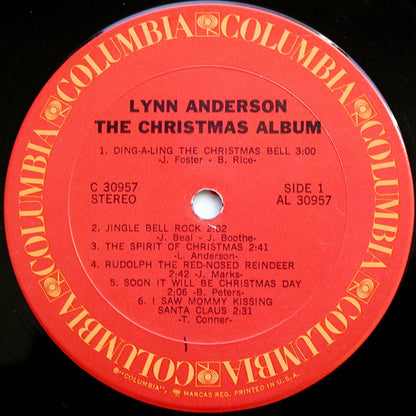 COLUMBIA COLUMBIA COLUMBIA COLUMBIA COLUMBIA COLUMBIA
LYNN ANDERSON
THE CHRISTMAS ALBUM
1. DING-A-LING THE CHRISTMAS BELL 3:00
-J. Foster - B. Rice-
C 30957
STEREO
SIDE 1
AL 30957
2. JINGLE BELL ROCK 2:02
-J. Beal - J. Boothe-
3. THE SPIRIT OF CHRISTMAS 2:41
-L. Anderson-
4. RUDOLPH THE RED-NOSED REINDEER
2:42 -J. Marks-
5. SOON IT WILL BE CHRISTMAS DAY
2:06 -B. Peters-
6. I SAW MOMMY KISSING
SANTA CLAUS 2:31
-T. Conner-
®"COLUMBIA", MARCAS REG. PRINTED IN U.S.A.